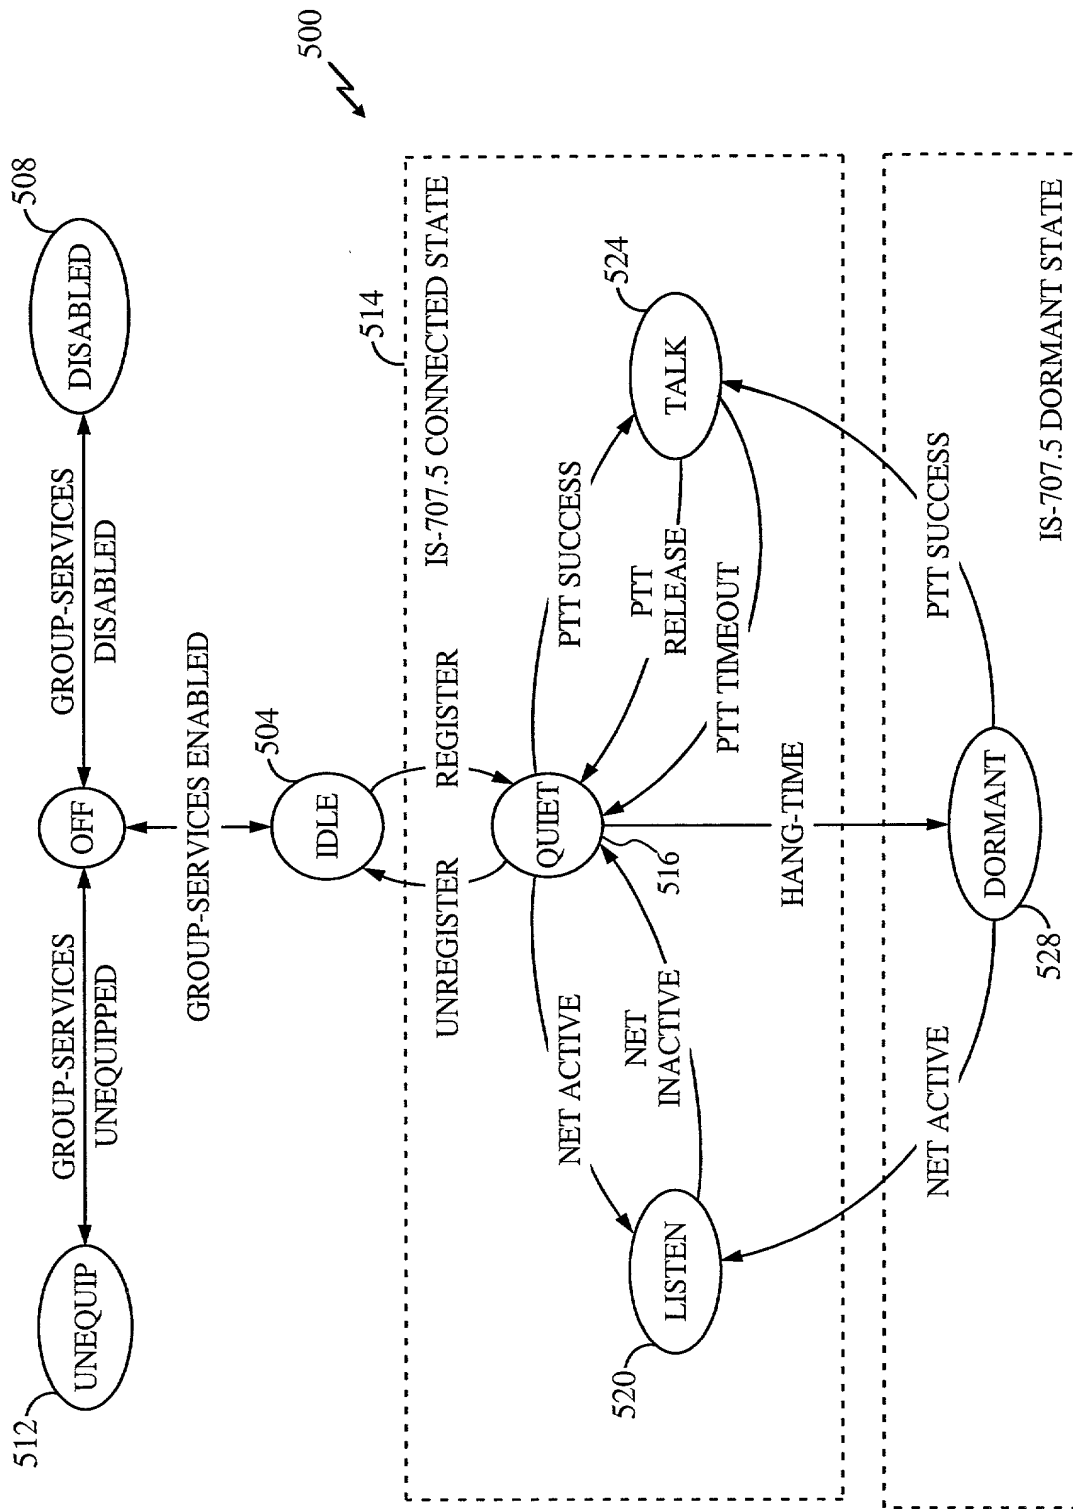 500
512
UNEQUIP
GROUP-SERVICES
UNEQUIPPED
OFF
GROUP-SERVICES
DISABLED
DISABLED
508
GROUP-SERVICES ENABLED
IDLE
504
UNREGISTER
REGISTER
514
IS-707.5 CONNECTED STATE
QUIET
516
NET ACTIVE
NET
INACTIVE
PTT SUCCESS
PTT
RELEASE
PTT TIMEOUT
LISTEN
520
TALK
524
HANG-TIME
NET ACTIVE
PTT SUCCESS
DORMANT
528
IS-707.5 DORMANT STATE